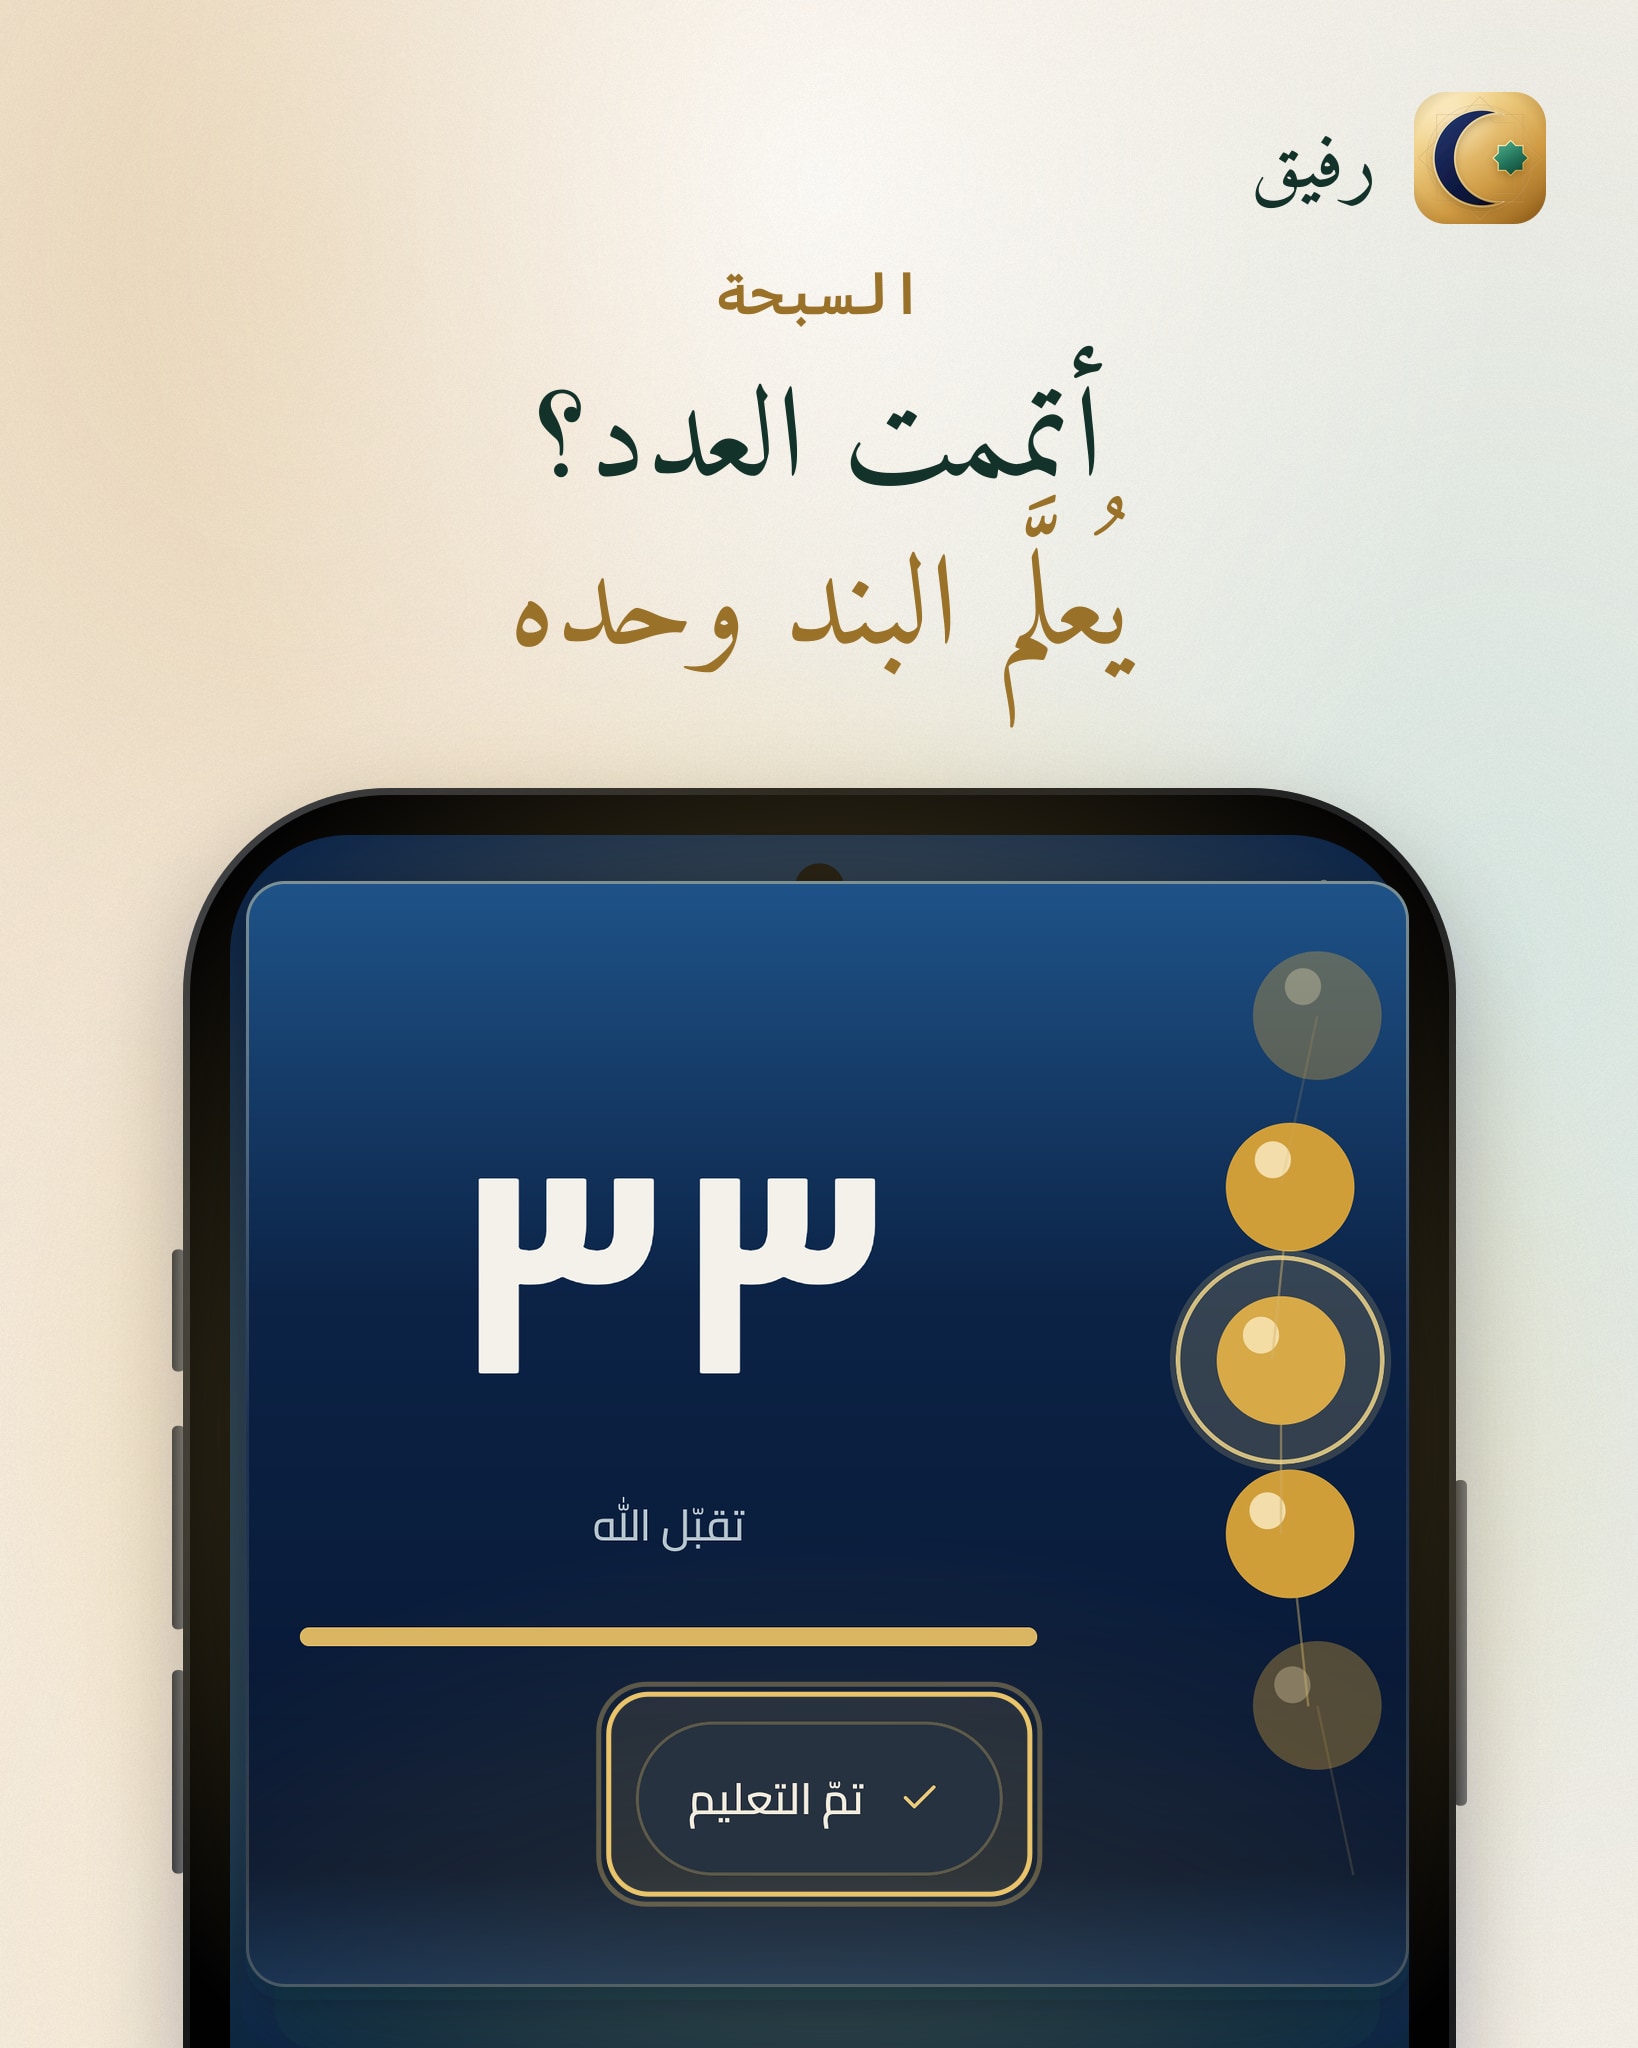 رفيق
السبحة
أتممت العدد؟
يُعلَّم البند وحده
٣٣
تقبّل الله
تمّ التعليم